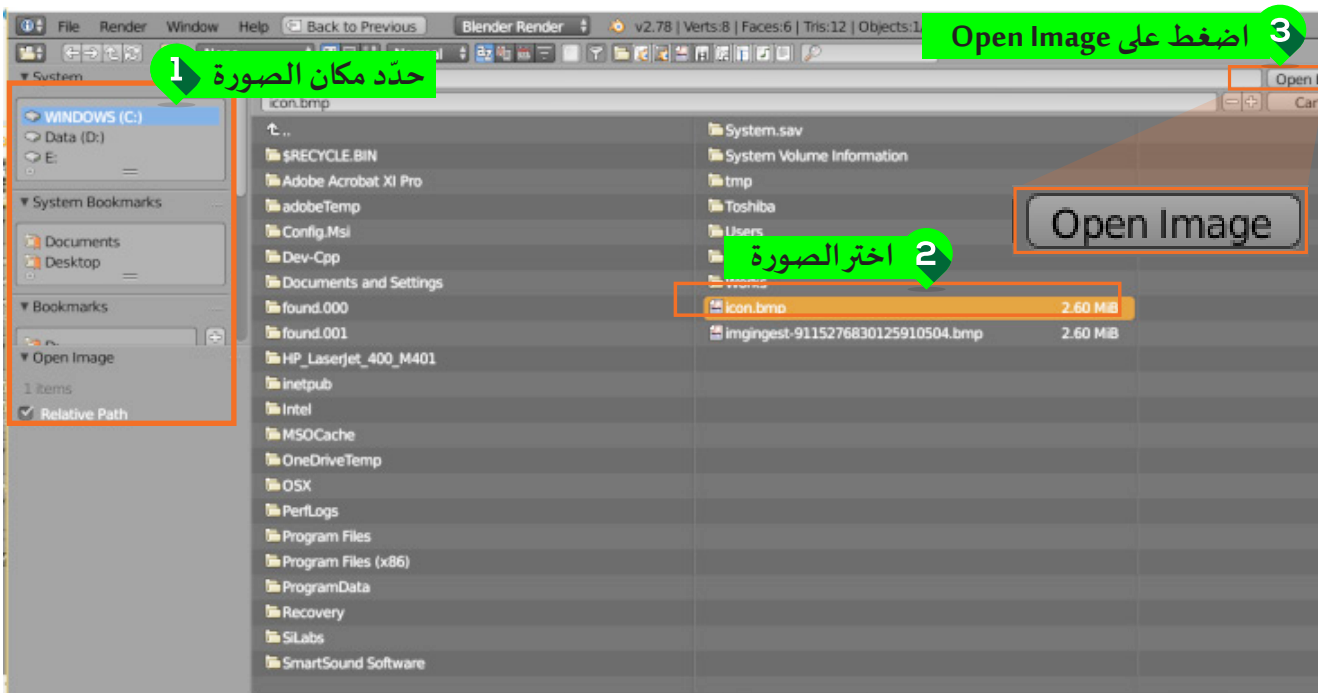 File Render Window Help Back to Previous Blender Render v2.78 | Verts:8 | Faces:6 | Tris:12 | Objects:1/
3 اضغط على Open Image
1 حدّد مكان الصورة
System
Open
icon.bmp
WINDOWS (C:)
Data (D:)
E:
System Bookmarks
Documents
Desktop
Bookmarks
Open Image
1 items
Relative Path
..
$RECYCLE.BIN
Adobe Acrobat XI Pro
adobeTemp
Config.Msi
Dev-Cpp
Documents and Settings
found.000
found.001
HP_LaserJet_400_M401
inetpub
Intel
MSOCache
OneDriveTemp
OSX
PerfLogs
Program Files
Program Files (x86)
ProgramData
Recovery
SiLabs
SmartSound Software
System.sav
System Volume Information
tmp
Toshiba
Users
2 اختر الصورة
Works
icon.bmp 2.60 MiB
imgingest-9115276830125910504.bmp 2.60 MiB
Open Image